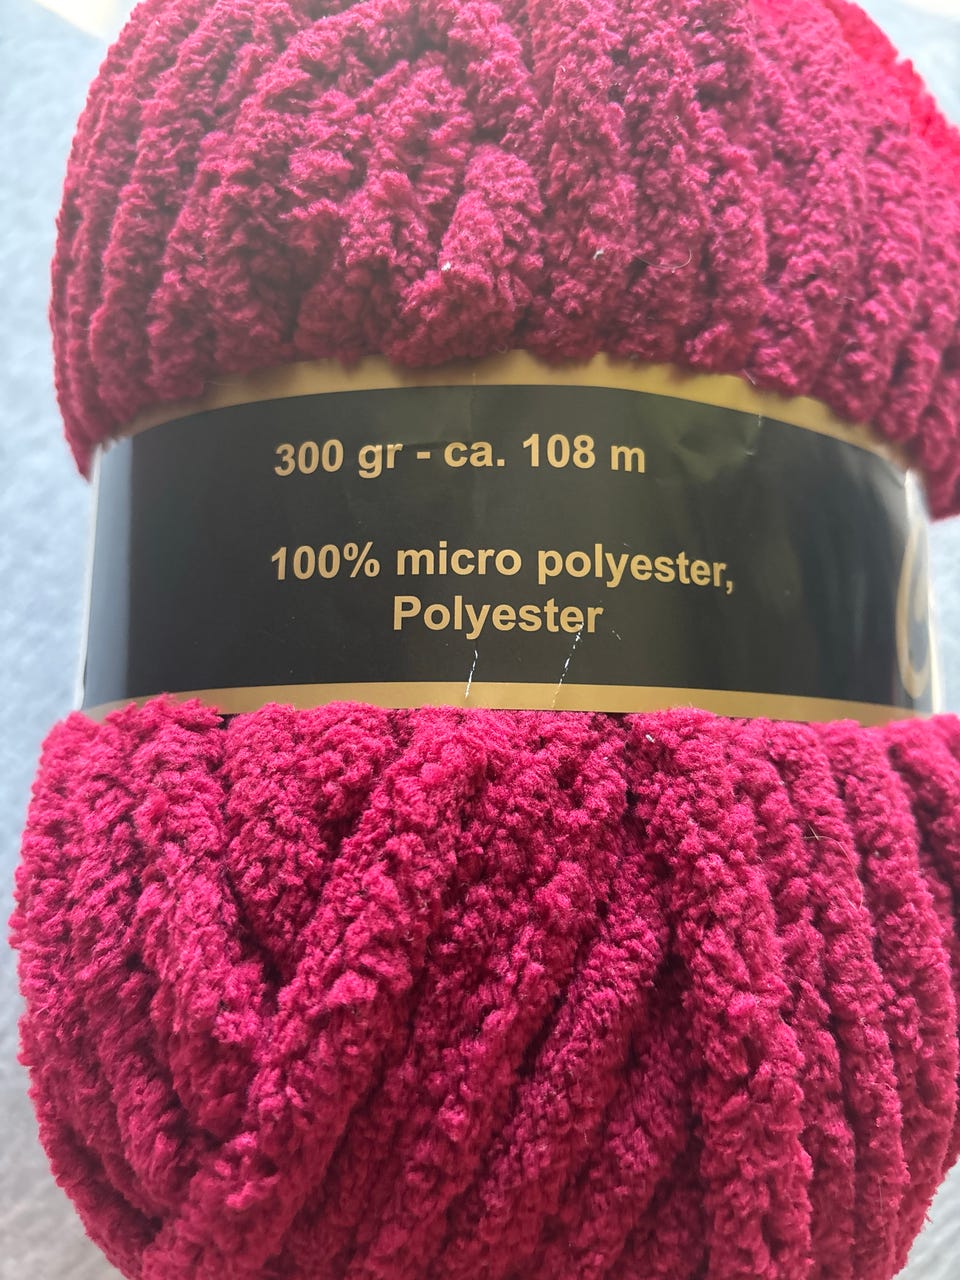 300 gr - ca. 108 m
100% micro polyester,
Polyester